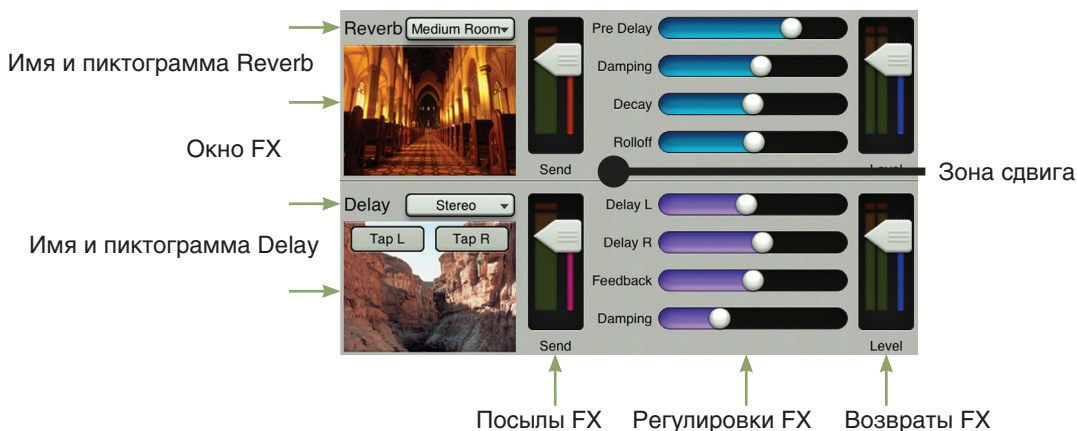 Reverb Medium Room Pre Delay
Имя и пиктограмма Reverb
Damping
Decay
Окно FX
Rolloff
Send Level
Зона сдвига
Delay Stereo Delay L
Имя и пиктограмма Delay
Tap L Tap R Delay R
Feedback
Damping
Send Level
Посылы FX Регулировки FX Возвраты FX